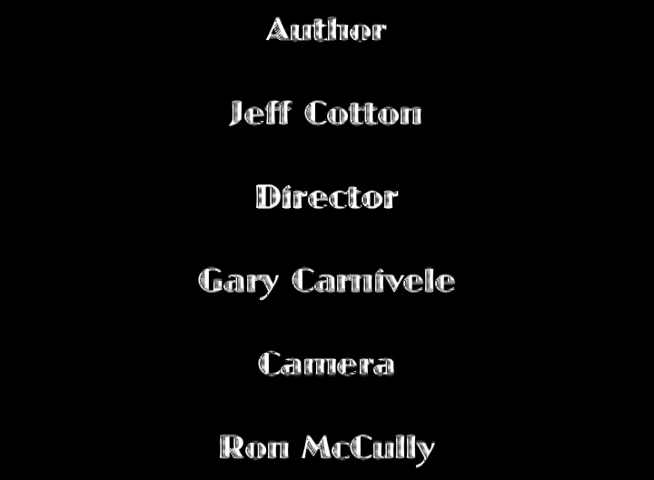 Author
Jeff Cotton
Director
Gary Carnivele
Camera
Ron McCully